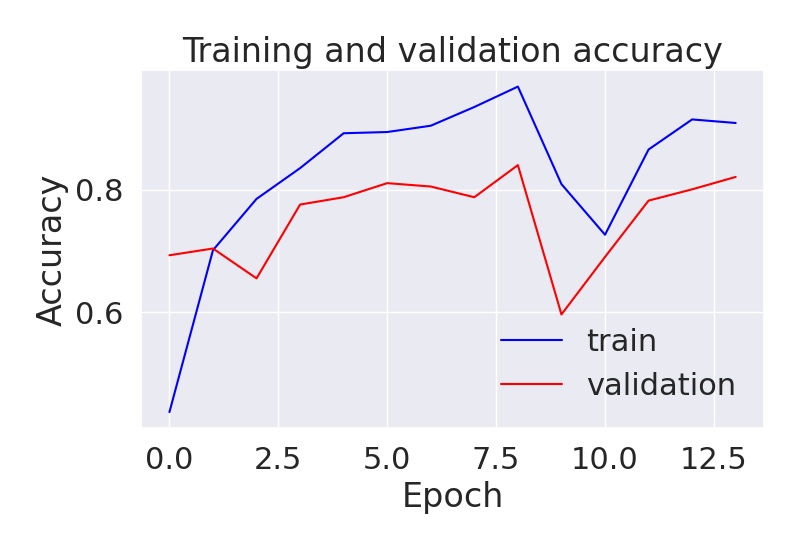 Training and validation accuracy
Accuracy
0.8
0.6
train
validation
0.0 2.5 5.0 7.5 10.0 12.5
Epoch